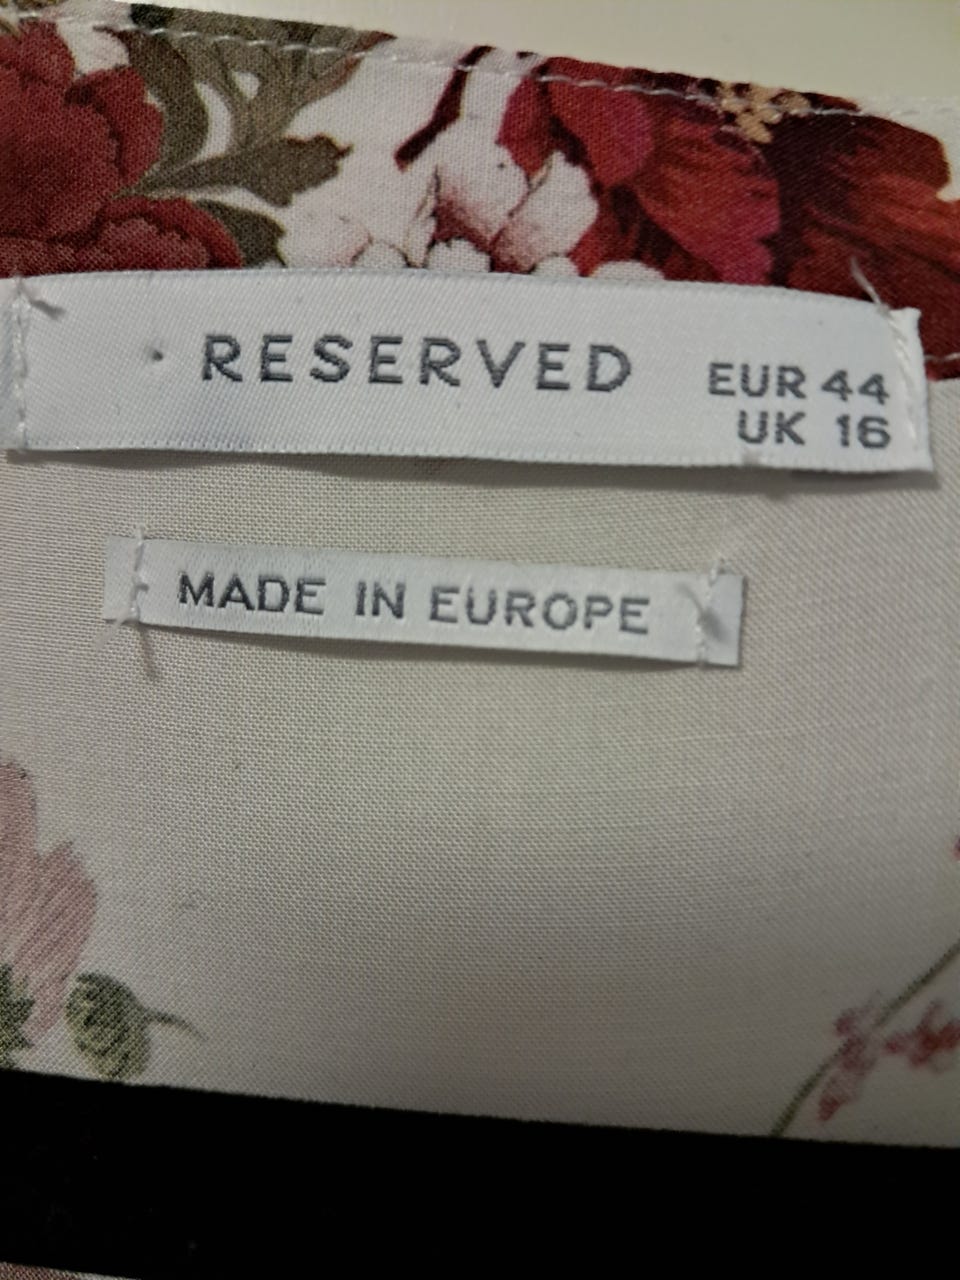 RESERVED
EUR 44
UK 16
MADE IN EUROPE